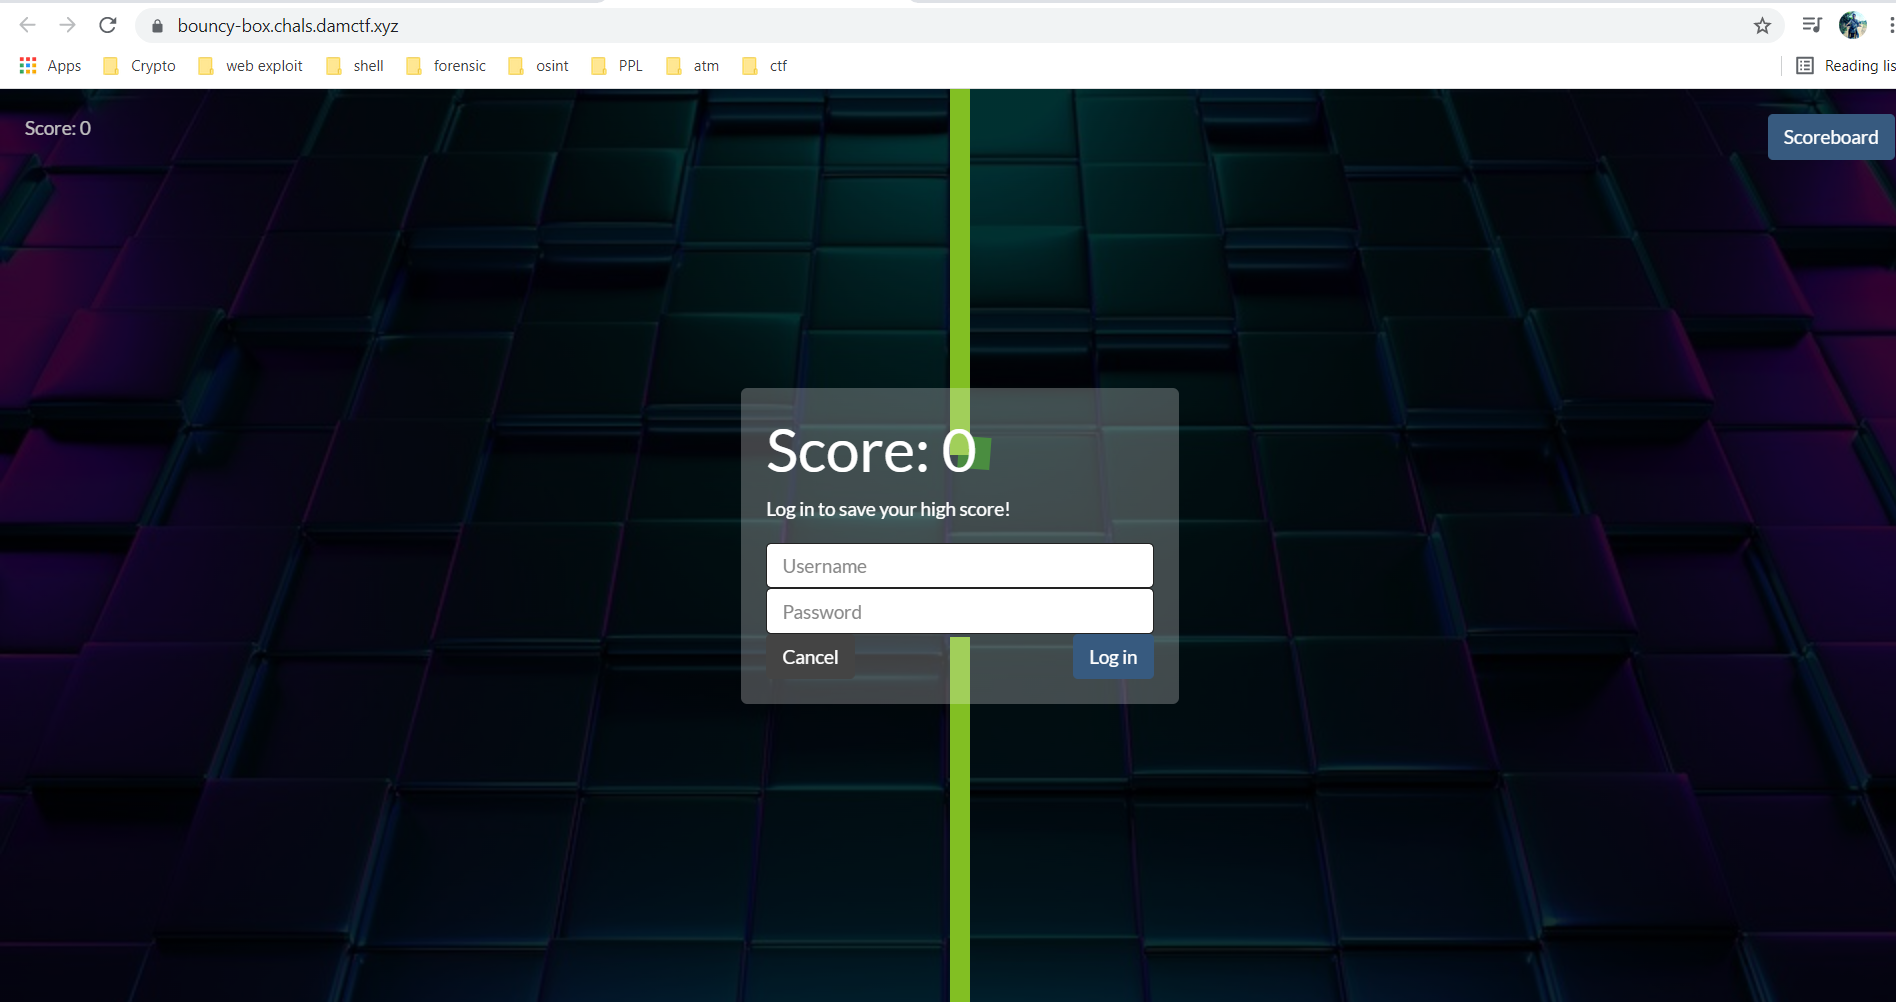 bouncy-box.chals.damctf.xyz
Apps Crypto web exploit shell forensic osint PPL atm ctf Reading lis
Score: 0
Scoreboard
Score: 0
Log in to save your high score!
Username
Password
Cancel Log in